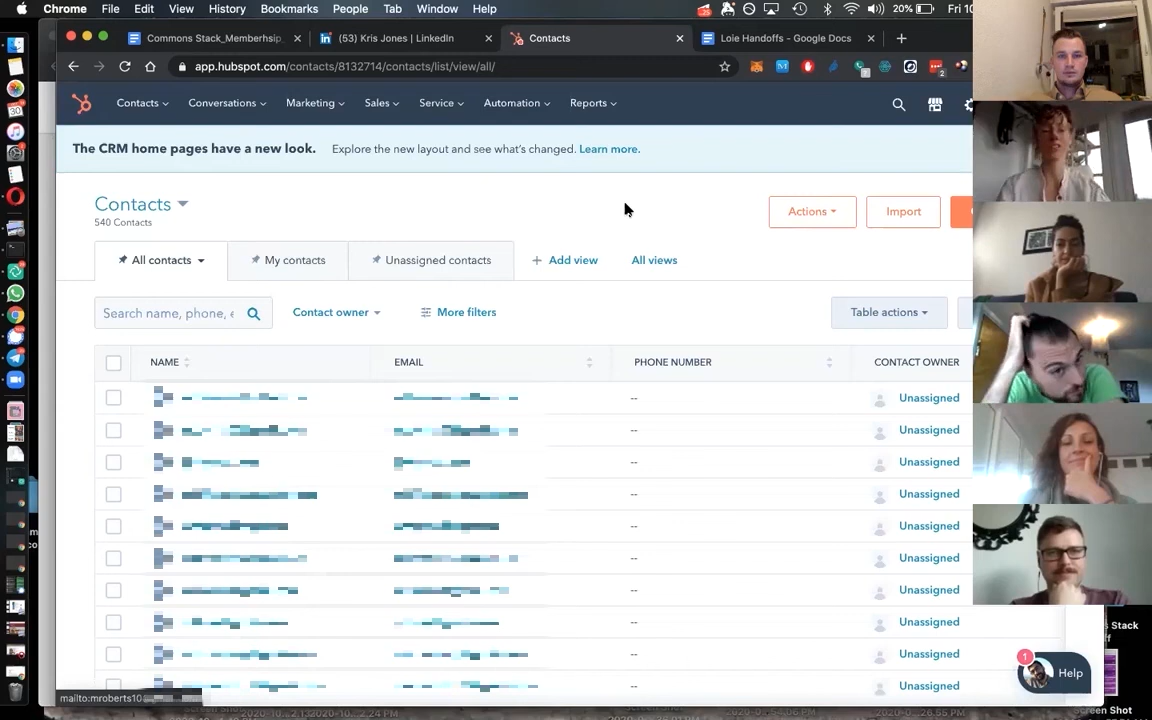 Chrome File Edit View History Bookmarks People Tab Window Help 20% Fri 10
Commons Stack_Memberhsip_ (53) Kris Jones | LinkedIn Contacts Loie Handoffs - Google Docs
app.hubspot.com/contacts/8132714/contacts/list/view/all/
Contacts Conversations Marketing Sales Service Automation Reports
The CRM home pages have a new look. Explore the new layout and see what's changed. Learn more.
Contacts
540 Contacts
Actions Import
All contacts My contacts Unassigned contacts + Add view All views
Search name, phone, e Contact owner More filters Table actions
NAME EMAIL PHONE NUMBER CONTACT OWNER
-- Unassigned
-- Unassigned
-- Unassigned
-- Unassigned
-- Unassigned
-- Unassigned
-- Unassigned
-- Unassigned
-- Unassigned
-- Unassigned
1 Help
mailto:mroberts10
s Stack
Screen Shot